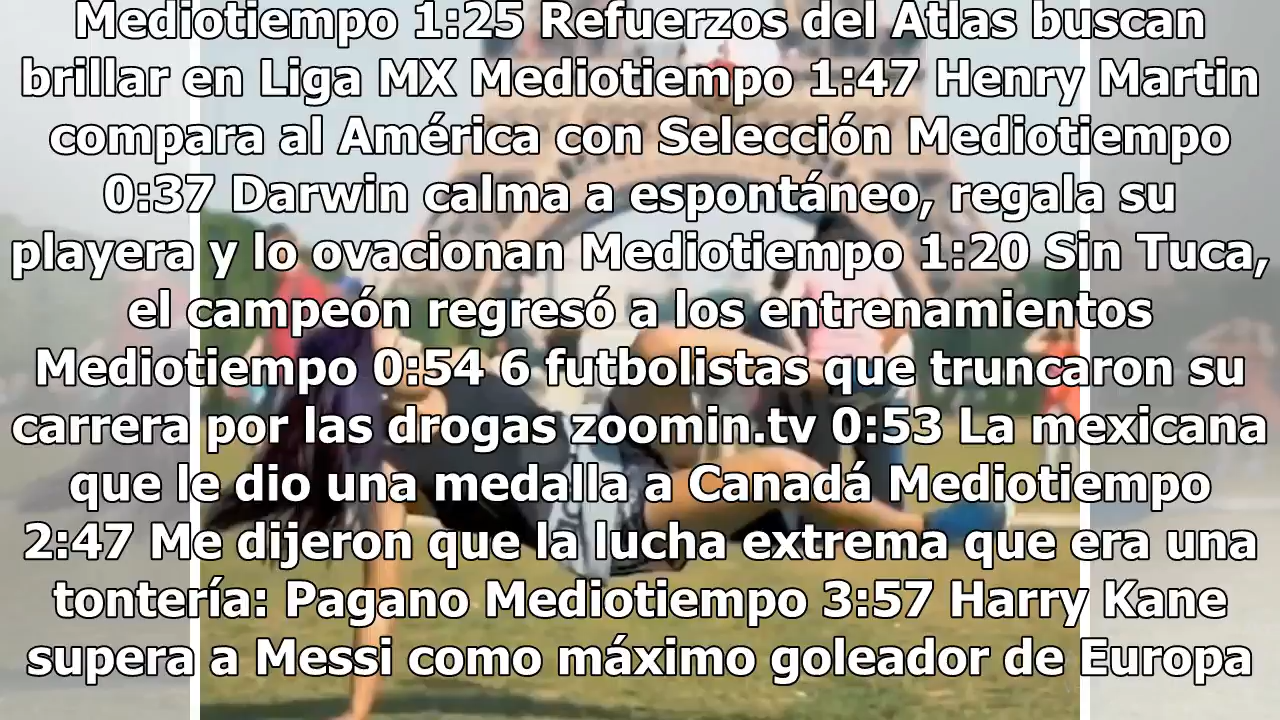 Mediotiempo 1:25 Refuerzos del Atlas buscan
brillar en Liga MX Mediotiempo 1:47 Henry Martin
compara al América con Selección Mediotiempo
0:37 Darwin calma a espontáneo, regala su
playera y lo ovacionan Mediotiempo 1:20 Sin Tuca,
el campeón regresó a los entrenamientos
Mediotiempo 0:54 6 futbolistas que truncaron su
carrera por las drogas zoomin.tv 0:53 La mexicana
que le dio una medalla a Canadá Mediotiempo
2:47 Me dijeron que la lucha extrema que era una
tontería: Pagano Mediotiempo 3:57 Harry Kane
supera a Messi como máximo goleador de Europa